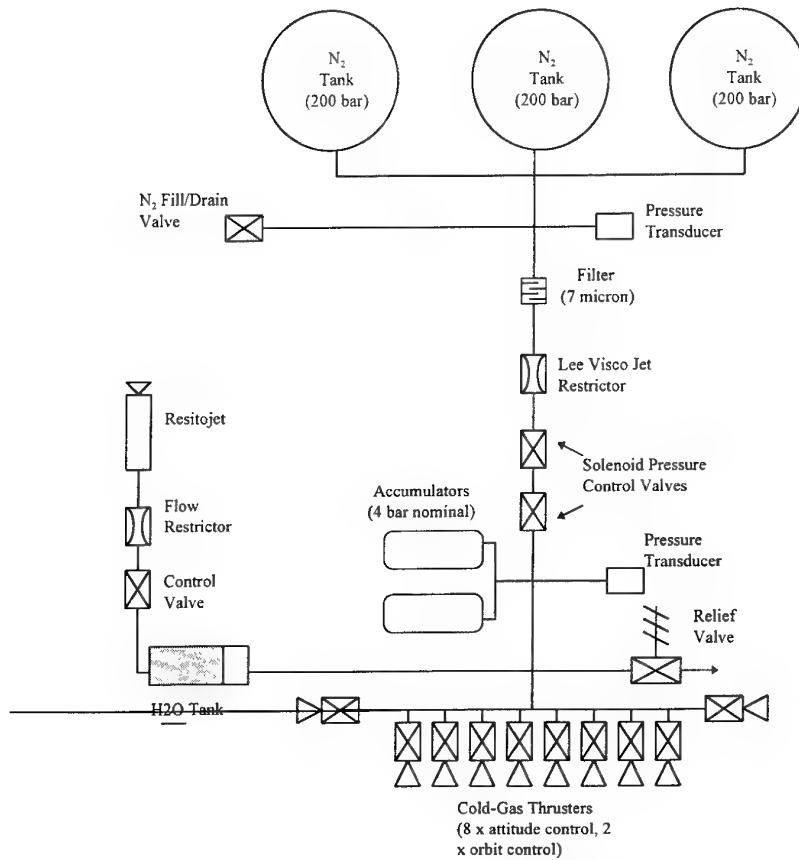 N₂
Tank
(200 bar)
N₂
Tank
(200 bar)
N₂
Tank
(200 bar)
N₂ Fill/Drain
Valve
Pressure
Transducer
Filter
(7 micron)
Lee Visco Jet
Restrictor
Resitojet
Solenoid Pressure
Control Valves
Accumulators
(4 bar nominal)
Flow
Restrictor
Pressure
Transducer
Control
Valve
Relief
Valve
H2O Tank
Cold-Gas Thrusters
(8 x attitude control, 2
x orbit control)